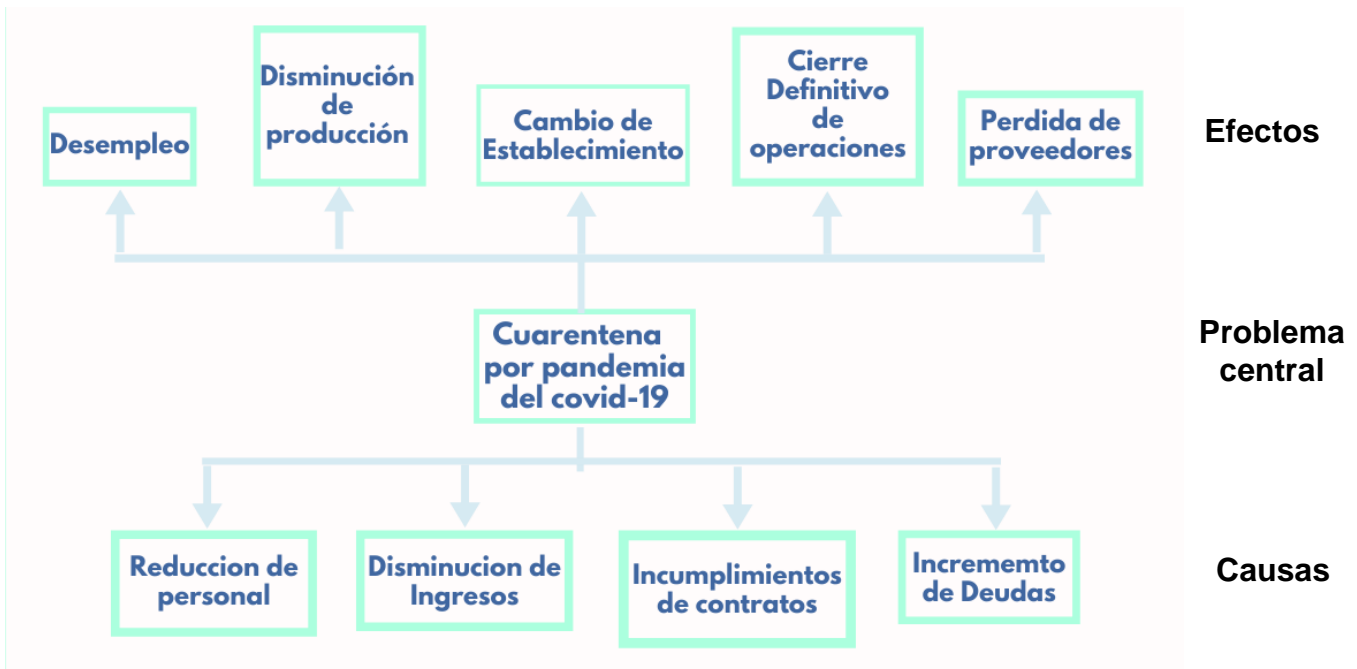 Desempleo
Disminución
de
producción
Cambio de
Establecimiento
Cierre
Definitivo
de
operaciones
Perdida de
proveedores
Efectos
Cuarentena
por pandemia
del covid-19
Problema
central
Reduccion de
personal
Disminucion de
Ingresos
Incumplimientos
de contratos
Incrememto
de Deudas
Causas